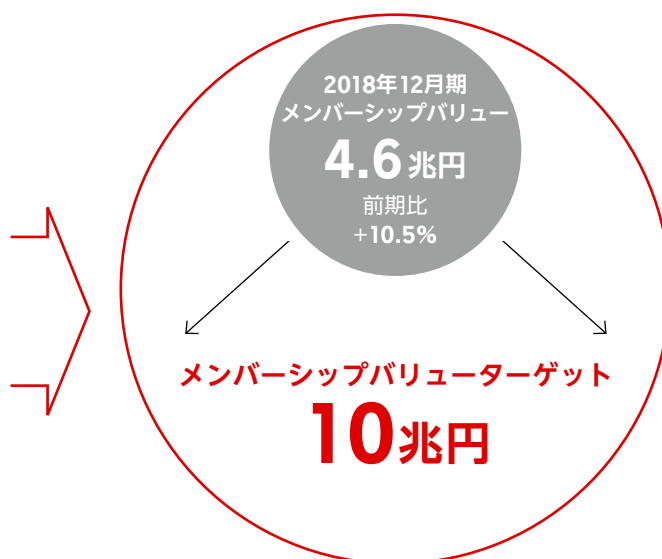 2018年12月期
メンバーシップバリュー
4.6兆円
前期比
+10.5%
メンバーシップバリューターゲット
10兆円